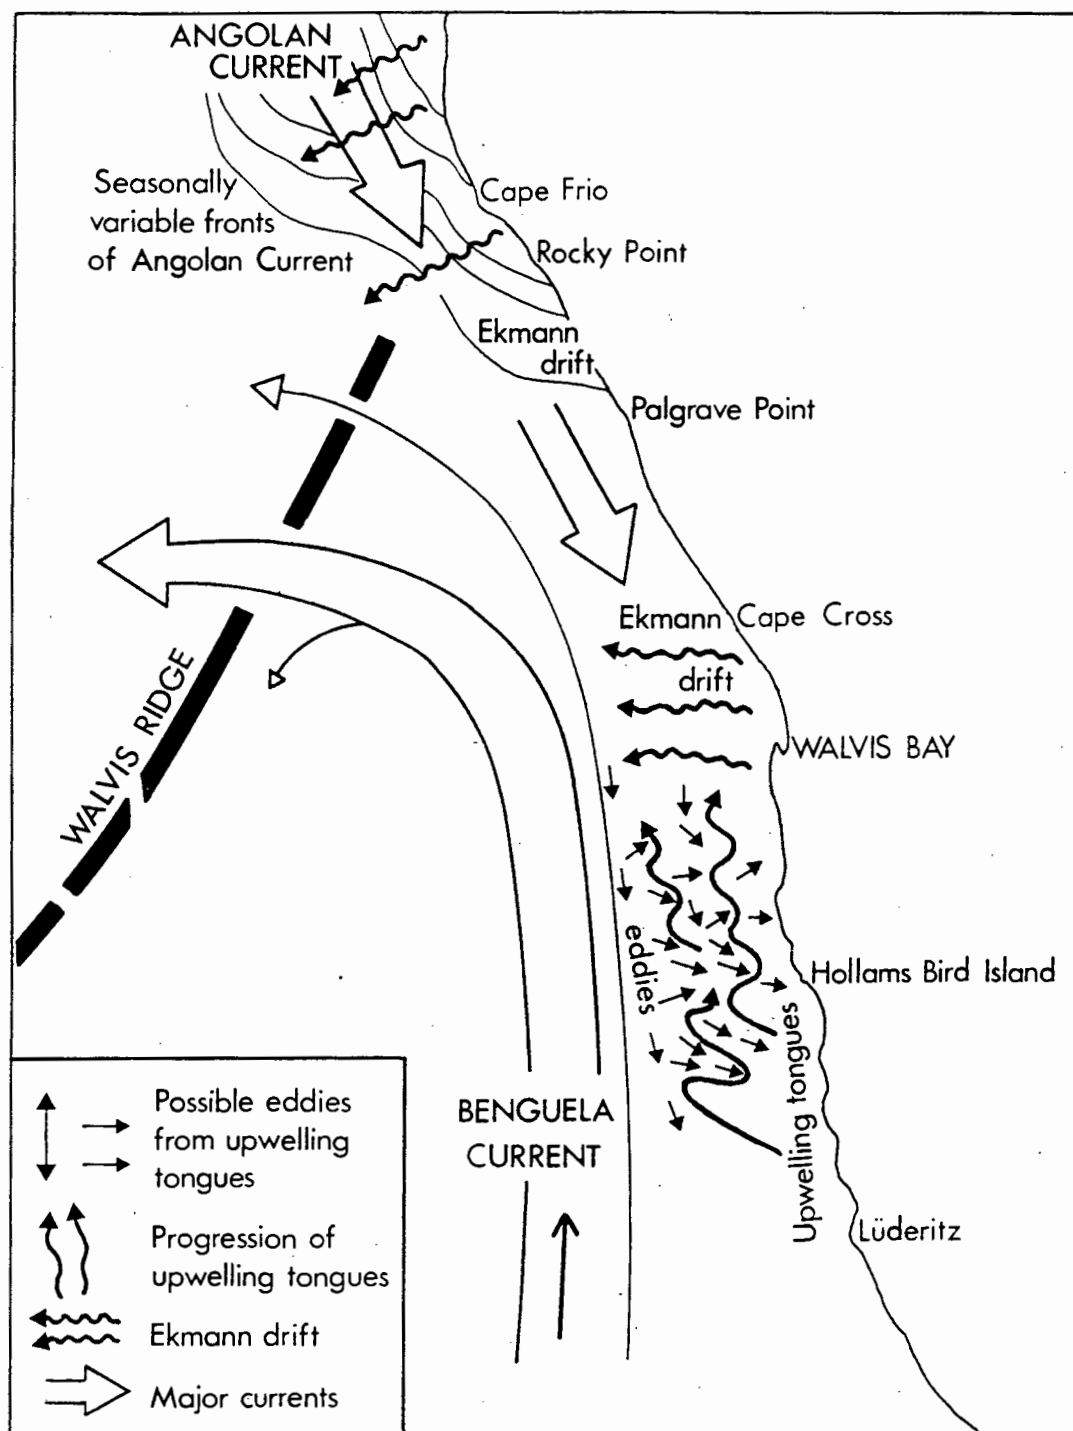 ANGOLAN
CURRENT
Seasonally
variable fronts
of Angolan Current
Cape Frio
Rocky Point
Ekmann
drift
Palgrave Point
Ekmann Cape Cross
drift
WALVIS BAY
WALVIS RIDGE
eddies
Hollams Bird Island
Upwelling tongues
BENGUELA
CURRENT
Lüderitz
Possible eddies
from upwelling
tongues
Progression of
upwelling tongues
Ekmann drift
Major currents